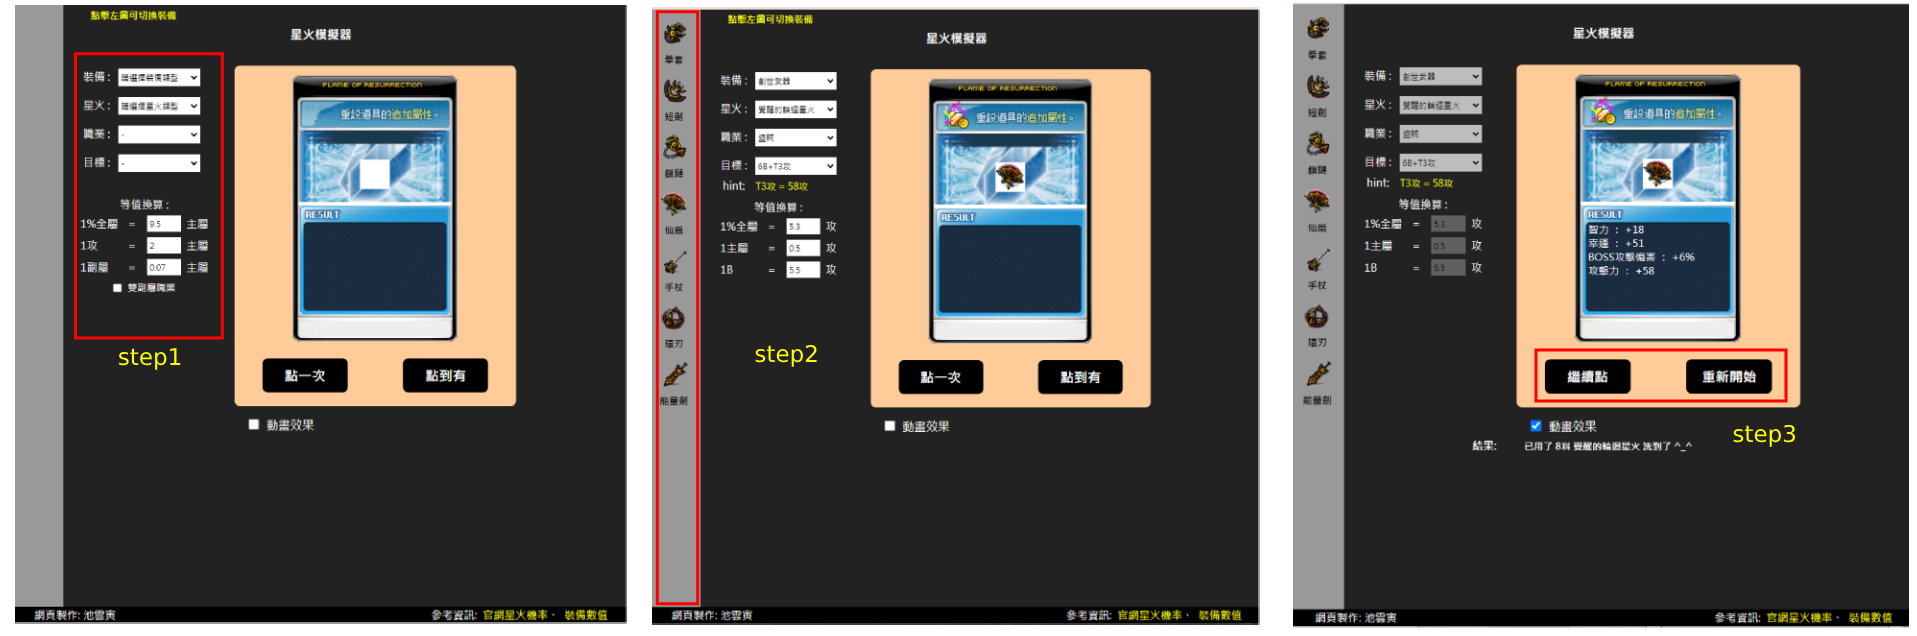 點擊左圖可切換裝備
星火模擬器
裝備： 請選擇裝備類型
星火： 請選擇星火類型
職業： -
目標： -
等值換算：
1%全屬 = 9.5 主屬
1攻 = 2 主屬
1副屬 = 0.07 主屬
雙副屬職業
step1
FLAME OF RESURRECTION
重設道具的追加屬性。
RESULT
點一次 點到有
動畫效果
網頁製作: 池雲寅
參考資訊: 官網星火機率、 裝備數值
點擊左圖可切換裝備
星火模擬器
拳套
短劍
鎖鏈
仙扇
手杖
環刃
能量劍
裝備： 創世武器
星火： 覺醒的輪迴星火
職業： 盜賊
目標： 6B+T3攻
hint: T3攻 = 58攻
等值換算：
1%全屬 = 5.3 攻
1主屬 = 0.5 攻
1B = 5.5 攻
step2
FLAME OF RESURRECTION
重設道具的追加屬性。
RESULT
點一次 點到有
動畫效果
網頁製作: 池雲寅
參考資訊: 官網星火機率、 裝備數值
星火模擬器
拳套
短劍
鎖鏈
仙扇
手杖
環刃
能量劍
裝備： 創世武器
星火： 覺醒的輪迴星火
職業： 盜賊
目標： 6B+T3攻
hint: T3攻 = 58攻
等值換算：
1%全屬 = 5.3 攻
1主屬 = 0.5 攻
1B = 5.5 攻
FLAME OF RESURRECTION
重設道具的追加屬性。
RESULT
智力 : +18
幸運 : +51
BOSS攻擊傷害 : +6%
攻擊力 : +58
繼續點 重新開始
動畫效果
step3
結果: 已用了 8科 覺醒的輪迴星火 洗到了 ^_^
網頁製作: 池雲寅
參考資訊: 官網星火機率、 裝備數值